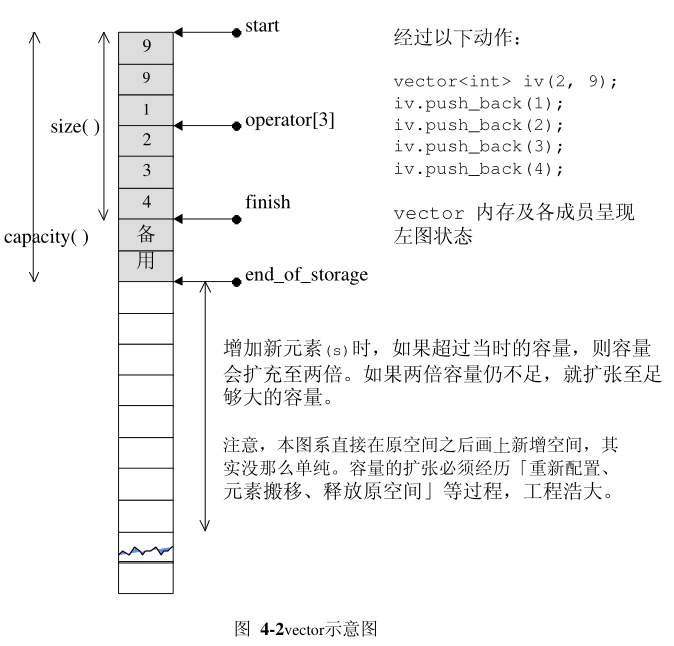 start
9
9
1
operator[3]
size( )
2
3
4
finish
capacity( )
备
用
end_of_storage
经过以下动作：
vector<int> iv(2, 9);
iv.push_back(1);
iv.push_back(2);
iv.push_back(3);
iv.push_back(4);
vector 内存及各成员呈现
左图状态
增加新元素(s)时，如果超过当时的容量，则容量
会扩充至两倍。如果两倍容量仍不足，就扩张至足
够大的容量。
注意，本图系直接在原空间之后画上新增空间，其
实没那么单纯。容量的扩张必须经历「重新配置、
元素搬移、释放原空间」等过程，工程浩大。
图 4-2vector示意图